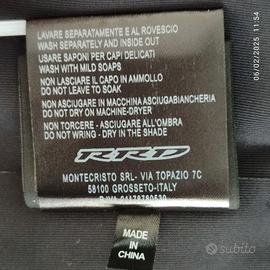 LAVARE SEPARATAMENTE E AL ROVESCIO
WASH SEPARATELY AND INSIDE OUT
USARE SAPONI PER CAPI DELICATI
WASH WITH MILD SOAPS
NON LASCIARE IL CAPO IN AMMOLLO
DO NOT LEAVE TO SOAK
NON ASCIUGARE IN MACCHINA ASCIUGABIANCHERIA
DO NOT DRY ON MACHINE-DRYER
NON TORCERE - ASCIUGARE ALL'OMBRA
DO NOT WRING - DRY IN THE SHADE
RRD
MONTECRISTO SRL- VIA TOPAZIO 7C
58100 GROSSETO-ITALY
P.IVA
MADE IN
CHINA
06/02/2025 11:54
subito